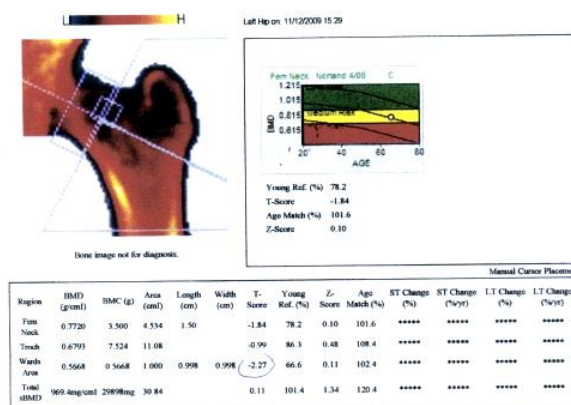 L H
Left Hip on: 11/12/2009 15:29
Fem Neck Norland 4/00 C
1.215
1.015
0.815
0.615
BMD
20 40 60 80
AGE
Young Ref. (%) 78.2
T-Score -1.84
Age Match (%) 101.6
Z-Score 0.10
Bone image not for diagnosis.
Manual Cursor Placeme
Region BMD (g/cm²) BMC (g) Area (cm²) Length (cm) Width (cm) T-Score Young Ref. (%) Z-Score Age Match (%) ST Change (%) ST Change (%/yr) LT Change (%) LT Change (%/yr)
Fem Neck 0.7720 3.500 4.534 1.50 -1.84 78.2 0.10 101.6 ***** ***** ***** *****
Troch 0.6793 7.524 11.08 -0.99 86.3 0.48 108.4 ***** ***** ***** *****
Wards Area 0.5668 0.5668 1.000 0.998 0.998 -2.27 66.6 0.11 102.4 ***** ***** ***** *****
Total sBMD 969.4mg/cm² 29898mg 30.84 0.11 101.4 1.34 120.4 ***** ***** ***** *****